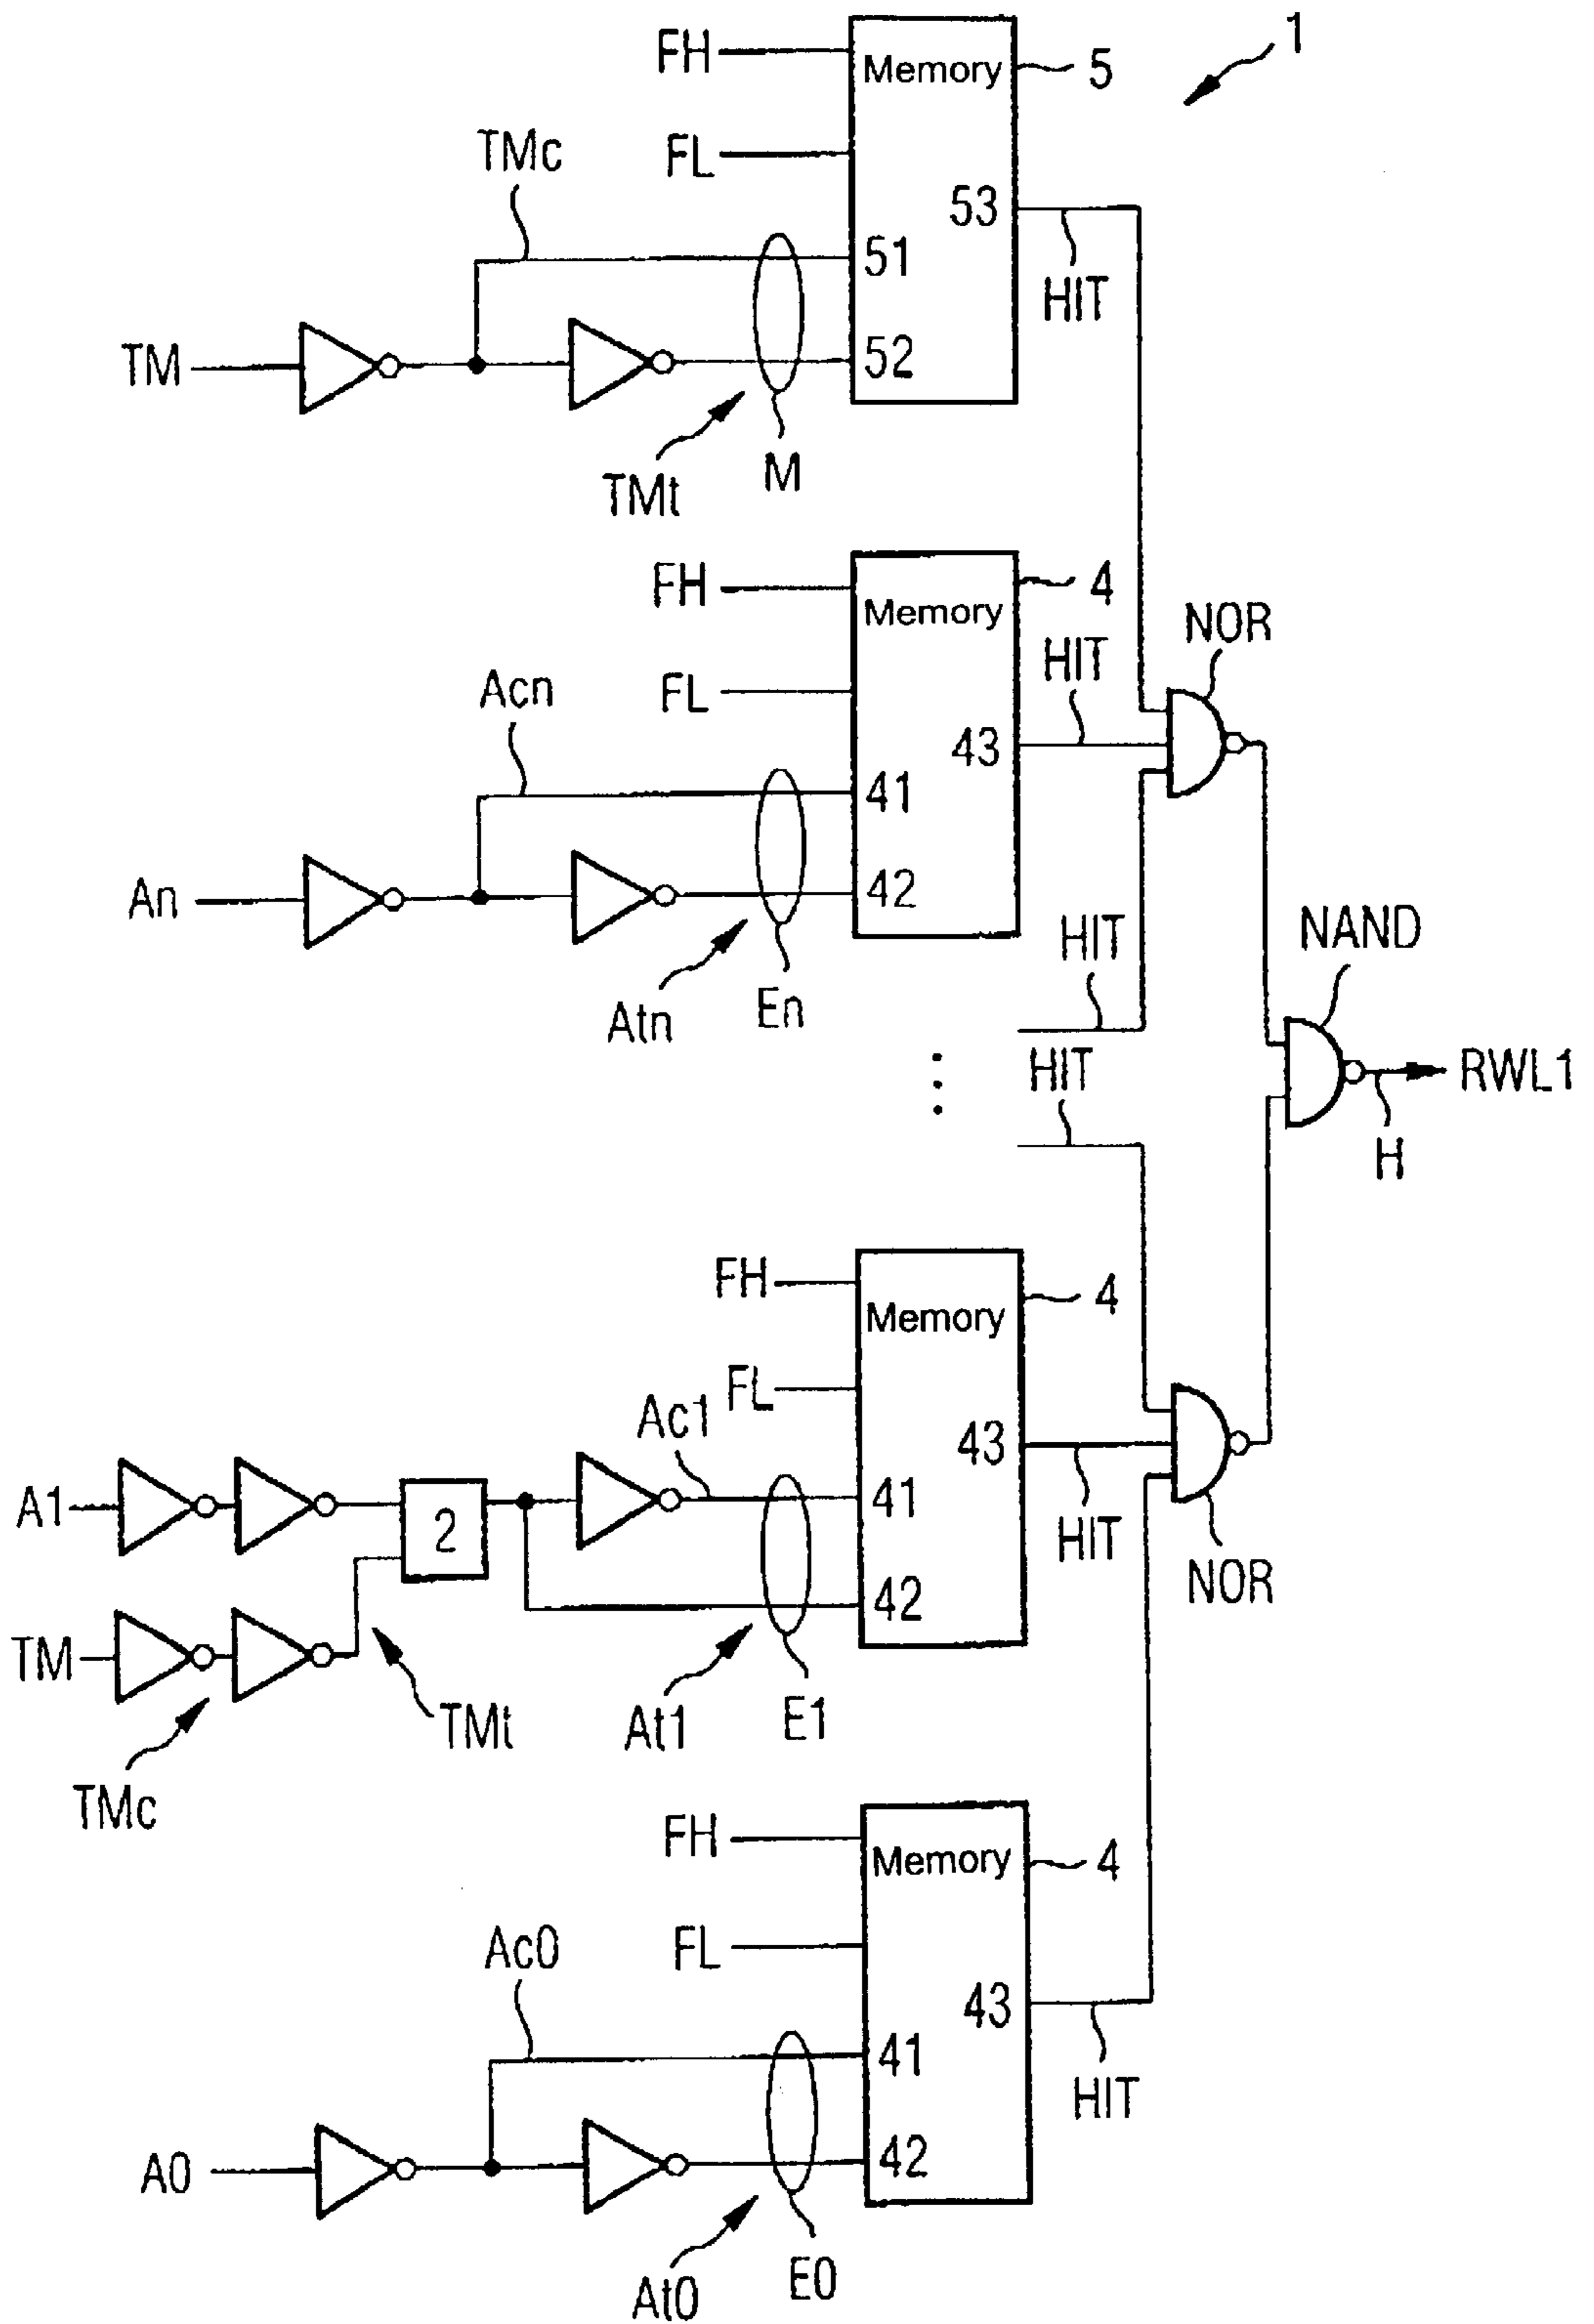 1
FH
Memory
5
TMc
FL
53
51
HIT
TM
52
TMt
M
FH
4
Memory
NOR
HIT
Acn
FL
43
41
An
42
HIT
NAND
Atn
En
HIT
RWL1
H
FH
4
Memory
FL
Ac1
43
A1
2
41
HIT
NOR
42
TM
At1
E1
TMt
TMc
FH
Memory
4
Ac0
FL
43
41
HIT
A0
42
At0
E0